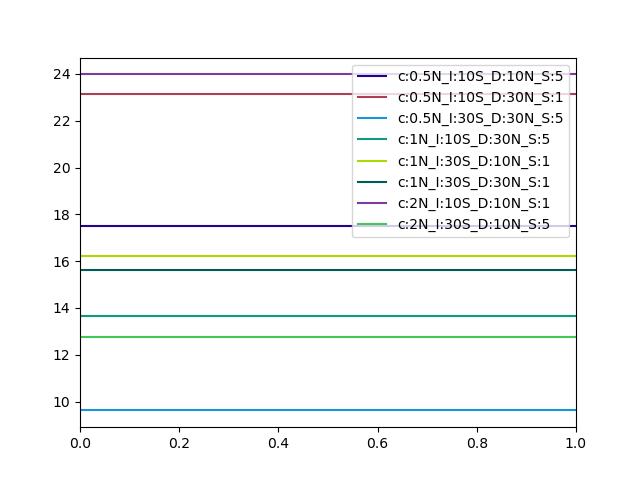 24
22
20
18
16
14
12
10
0.0 0.2 0.4 0.6 0.8 1.0
c:0.5N_I:10S_D:10N_S:5
c:0.5N_I:10S_D:30N_S:1
c:0.5N_I:30S_D:30N_S:5
c:1N_I:10S_D:30N_S:5
c:1N_I:30S_D:10N_S:1
c:1N_I:30S_D:30N_S:1
c:2N_I:10S_D:10N_S:1
c:2N_I:30S_D:10N_S:5